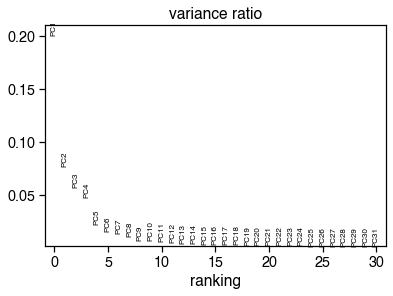 variance ratio
0.20
0.15
0.10
0.05
PC2
PC3
PC4
PC5
PC6
PC7
PC8
PC9
PC10
PC11
PC12
PC13
PC14
PC15
PC16
PC17
PC18
PC19
PC20
PC21
PC22
PC23
PC24
PC25
PC26
PC27
PC28
PC29
PC30
PC31
0 5 10 15 20 25 30
ranking